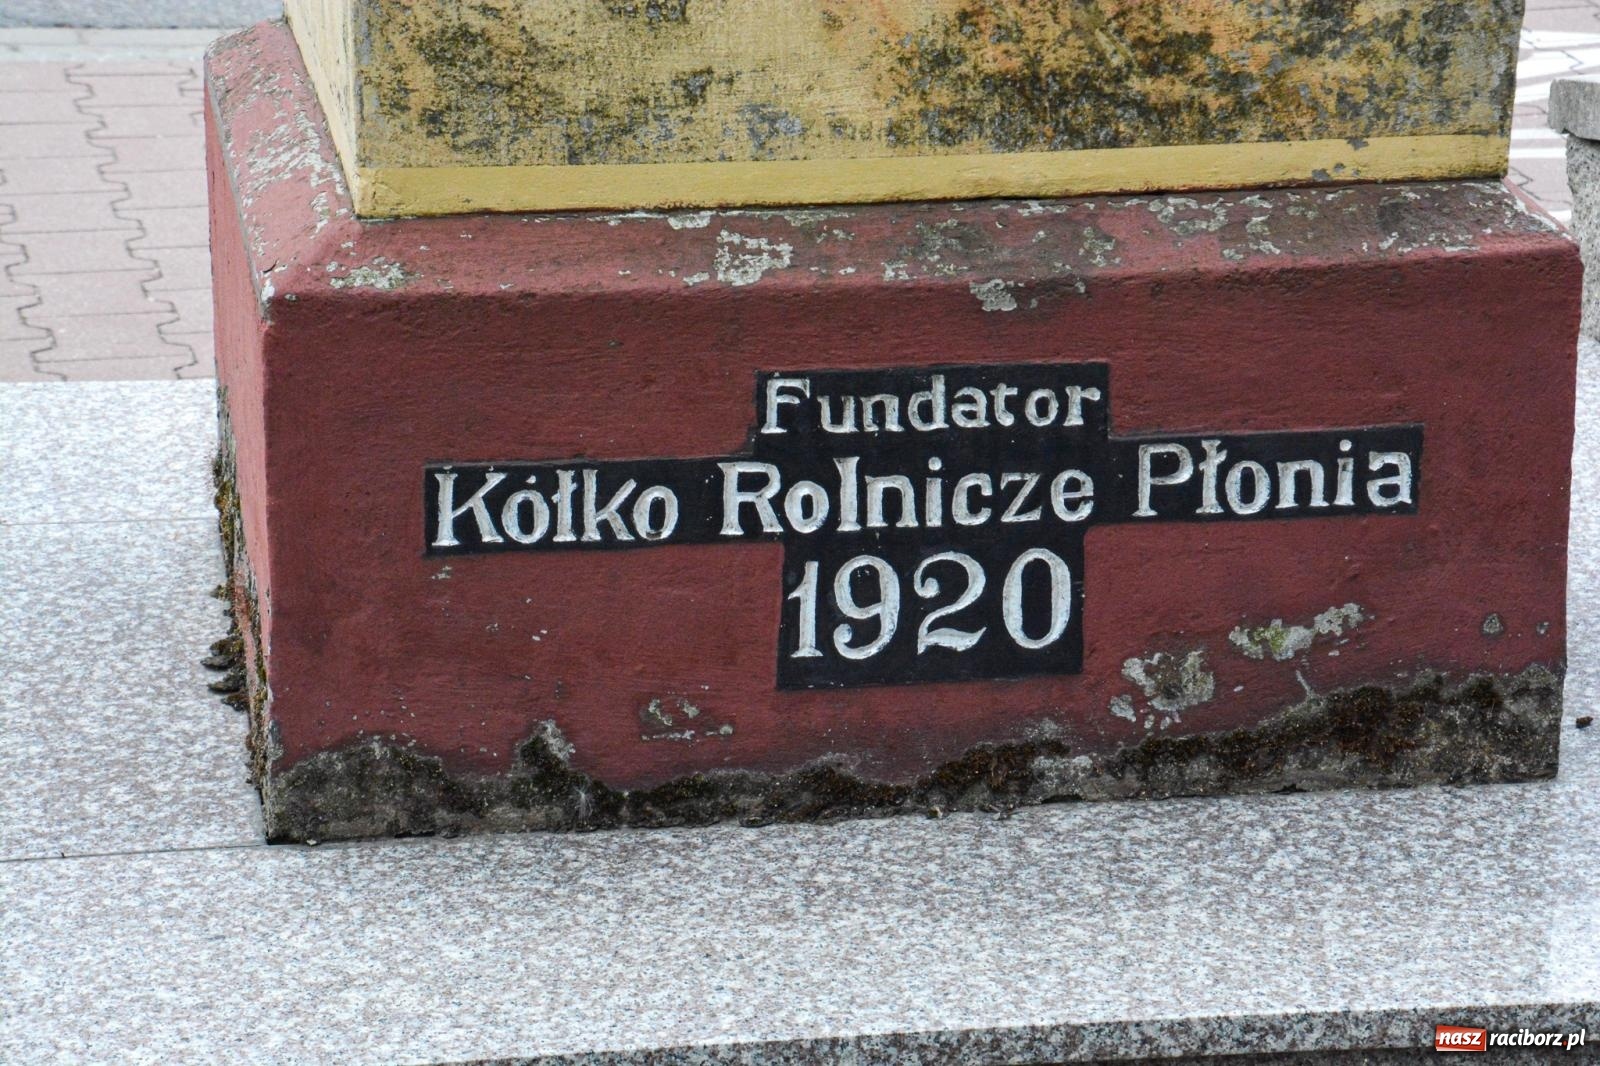 Fundator
Kółko Rolnicze Płonia
1920
nasz raciborz.pl